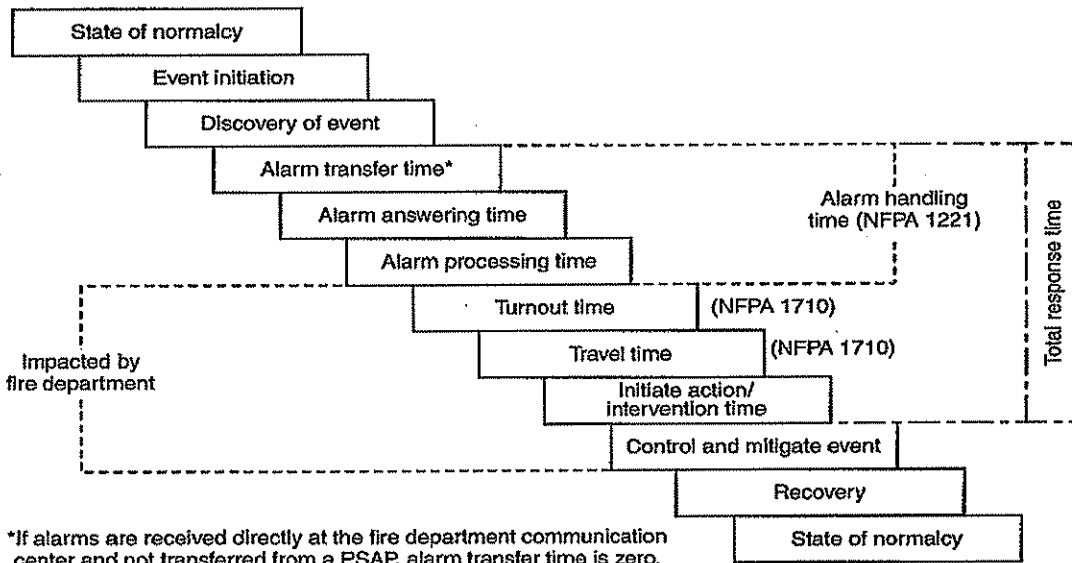 State of normalcy
Event initiation
Discovery of event
Alarm transfer time*
Alarm handling
time (NFPA 1221)
Alarm answering time
Alarm processing time
Total response time
Turnout time
(NFPA 1710)
Travel time
(NFPA 1710)
Impacted by
fire department
Initiate action/
intervention time
Control and mitigate event
Recovery
State of normalcy
*If alarms are received directly at the fire department communication
center and not transferred from a PSAP, alarm transfer time is zero.